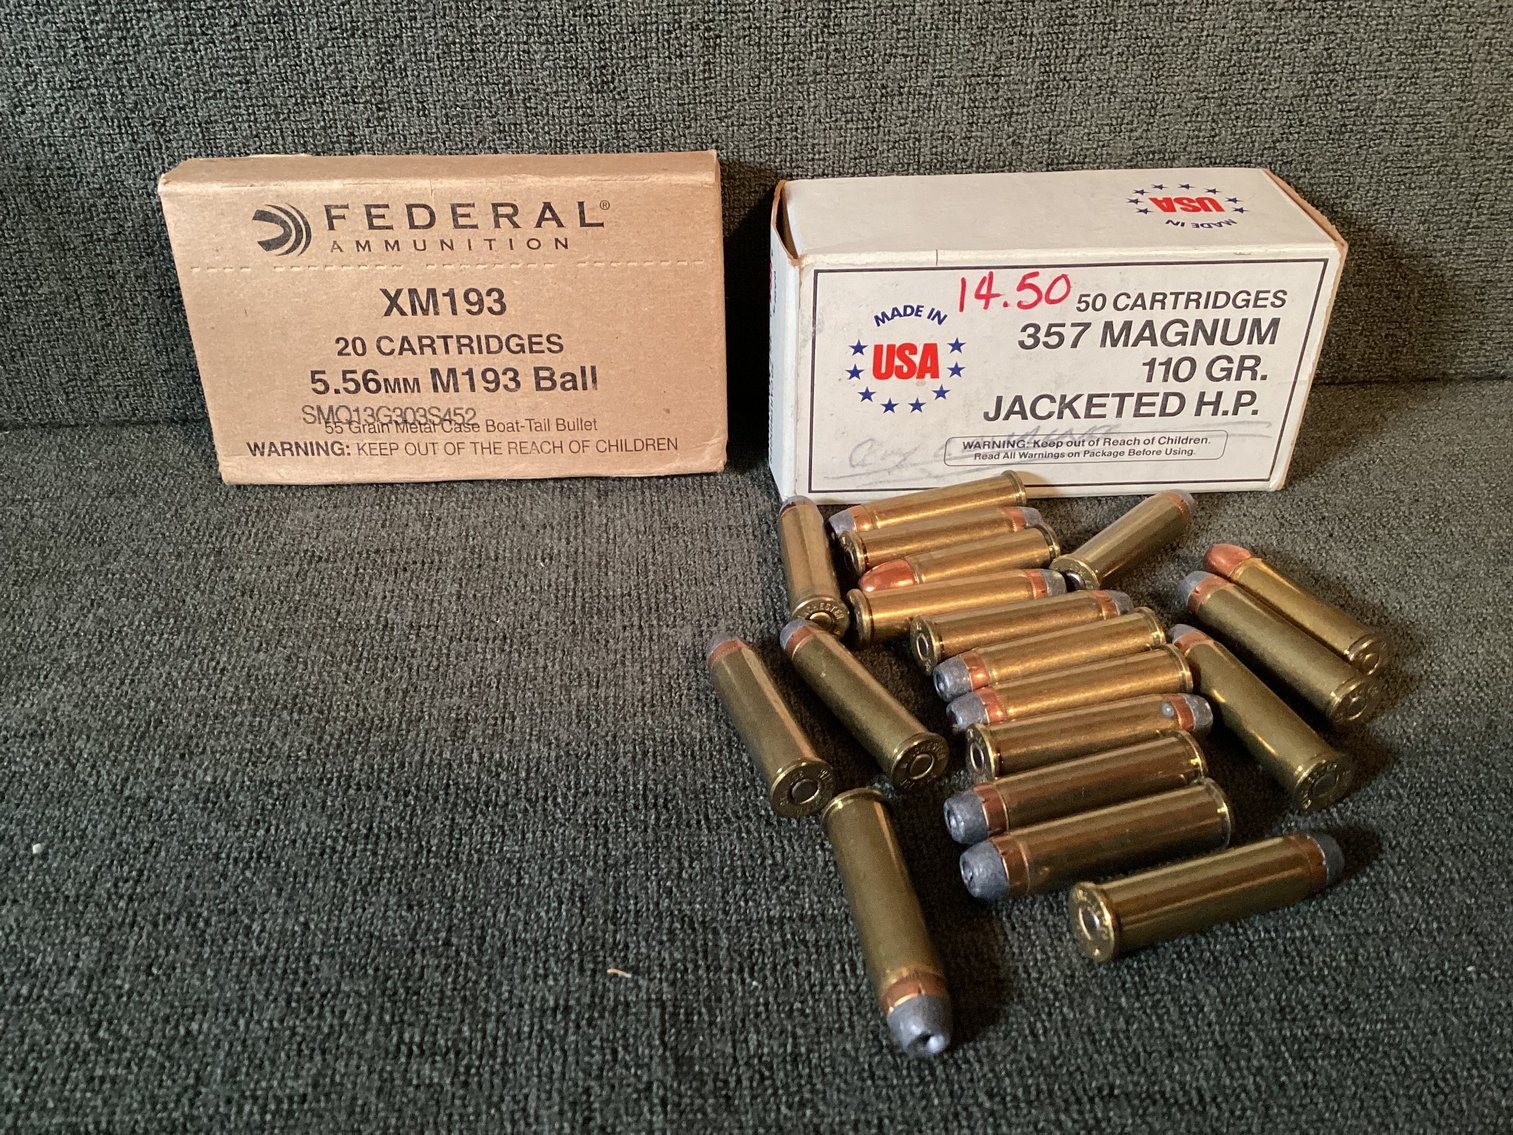 FEDERAL®
AMMUNITION
XM193
20 CARTRIDGES
5.56MM M193 Ball
SMQ13G303S452
55 Grain Metal Case Boat-Tail Bullet
WARNING: KEEP OUT OF THE REACH OF CHILDREN
MADE IN
USA
14.50
50 CARTRIDGES
MADE IN
USA
357 MAGNUM
110 GR.
JACKETED H.P.
WARNING: Keep out of Reach of Children.
Read All Warnings on Package Before Using.